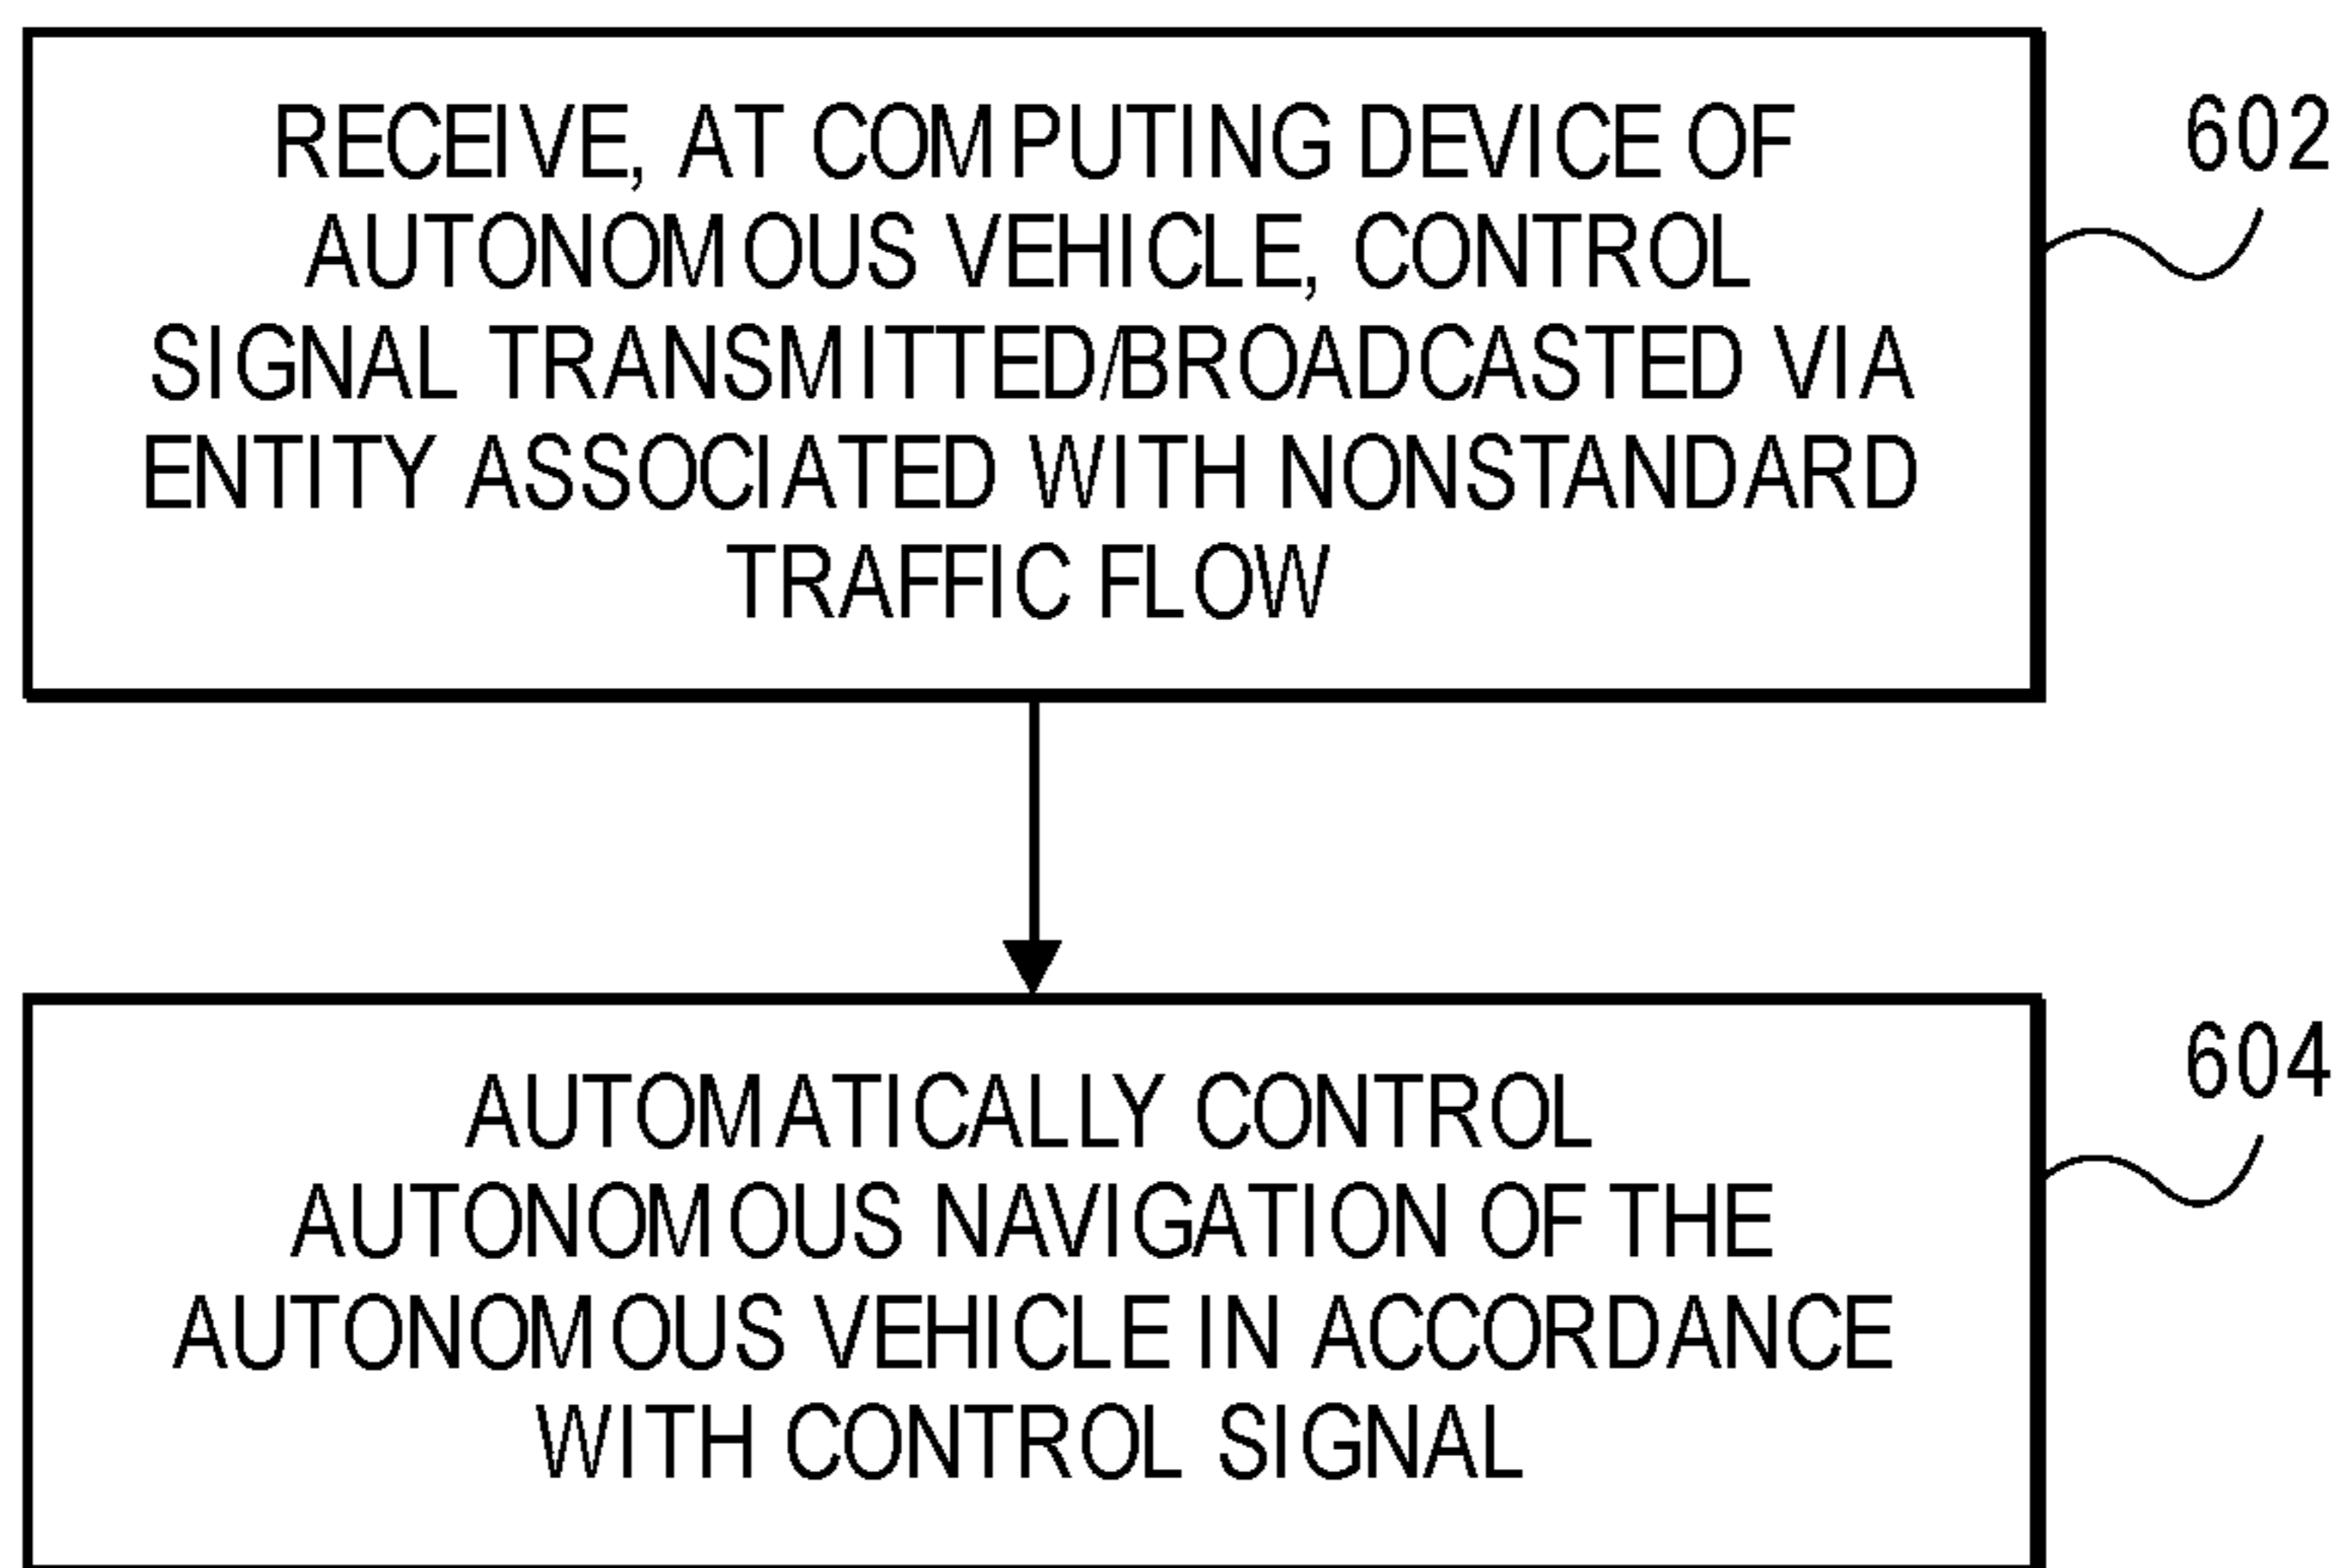 RECEIVE, AT COMPUTING DEVICE OF
AUTONOMOUS VEHICLE, CONTROL
SIGNAL TRANSMITTED/BROADCASTED VIA
ENTITY ASSOCIATED WITH NONSTANDARD
TRAFFIC FLOW
602
AUTOMATICALLY CONTROL
AUTONOMOUS NAVIGATION OF THE
AUTONOMOUS VEHICLE IN ACCORDANCE
WITH CONTROL SIGNAL
604